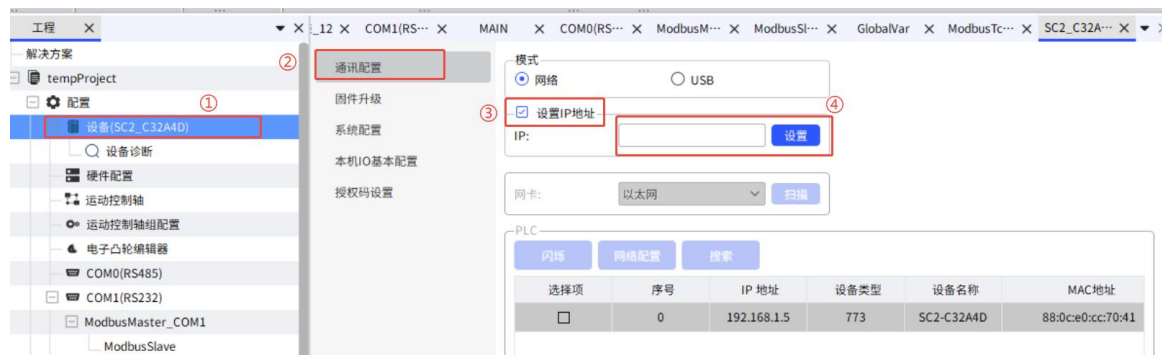 工程 × ▾ ×
_12 × COM1(RS··· × MAIN × COM0(RS··· × ModbusM··· × ModbusSl··· × GlobalVar × ModbusTc··· × SC2_C32A··· ×
解决方案
tempProject
配置
①
设备(SC2_C32A4D)
设备诊断
硬件配置
运动控制轴
运动控制轴组配置
电子凸轮编辑器
COM0(RS485)
COM1(RS232)
ModbusMaster_COM1
ModbusSlave
②
通讯配置
固件升级
系统配置
本机IO基本配置
授权码设置
模式
网络 USB
③ 设置IP地址 ④
IP: 设置
网卡: 以太网 扫描
PLC
闪烁 网络配置 搜索
选择项 序号 IP 地址 设备类型 设备名称 MAC地址
0 192.168.1.5 773 SC2-C32A4D 88:0c:e0:cc:70:41